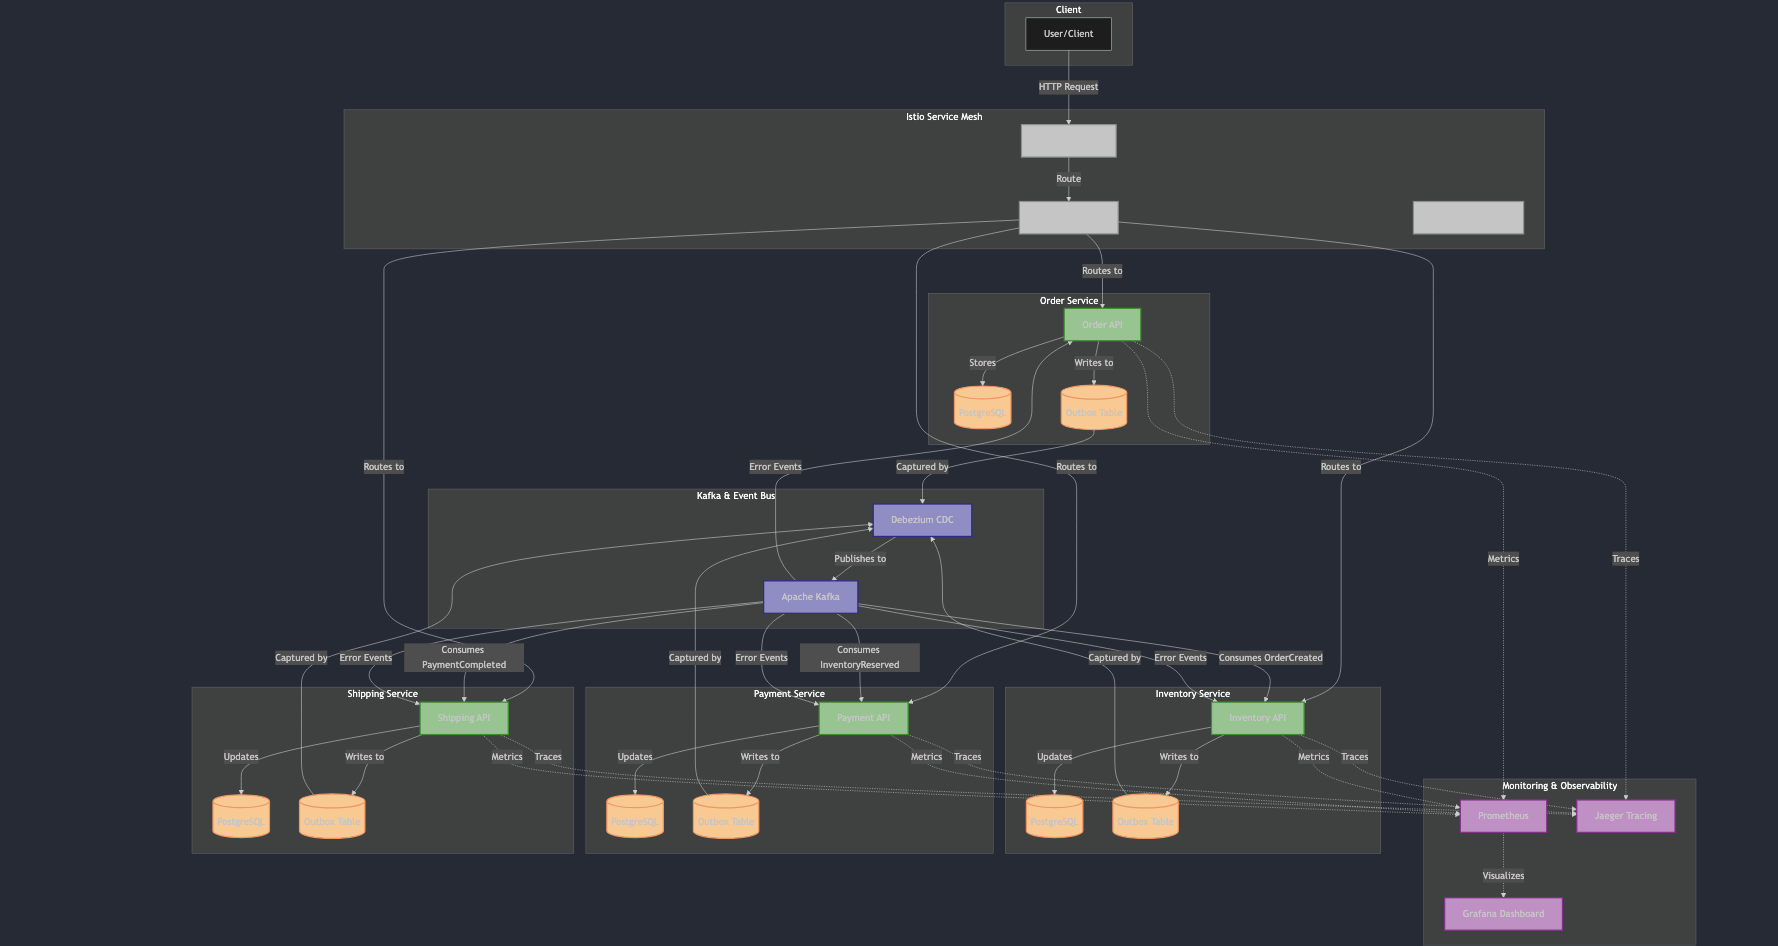 Client
User/Client
HTTP Request
Istio Service Mesh
Route
Routes to
Order Service
Order API
Stores
Writes to
PostgreSQL
Outbox Table
Routes to
Error Events
Captured by
Routes to
Routes to
Kafka & Event Bus
Debezium CDC
Publishes to
Metrics
Traces
Apache Kafka
Captured by
Error Events
Consumes
PaymentCompleted
Captured by
Error Events
Consumes
InventoryReserved
Captured by
Error Events
Consumes OrderCreated
Shipping Service
Payment Service
Inventory Service
Shipping API
Payment API
Inventory API
Updates
Writes to
Metrics
Traces
Updates
Writes to
Metrics
Traces
Updates
Writes to
Metrics
Traces
PostgreSQL
Outbox Table
PostgreSQL
Outbox Table
PostgreSQL
Outbox Table
Monitoring & Observability
Prometheus
Jaeger Tracing
Visualizes
Grafana Dashboard